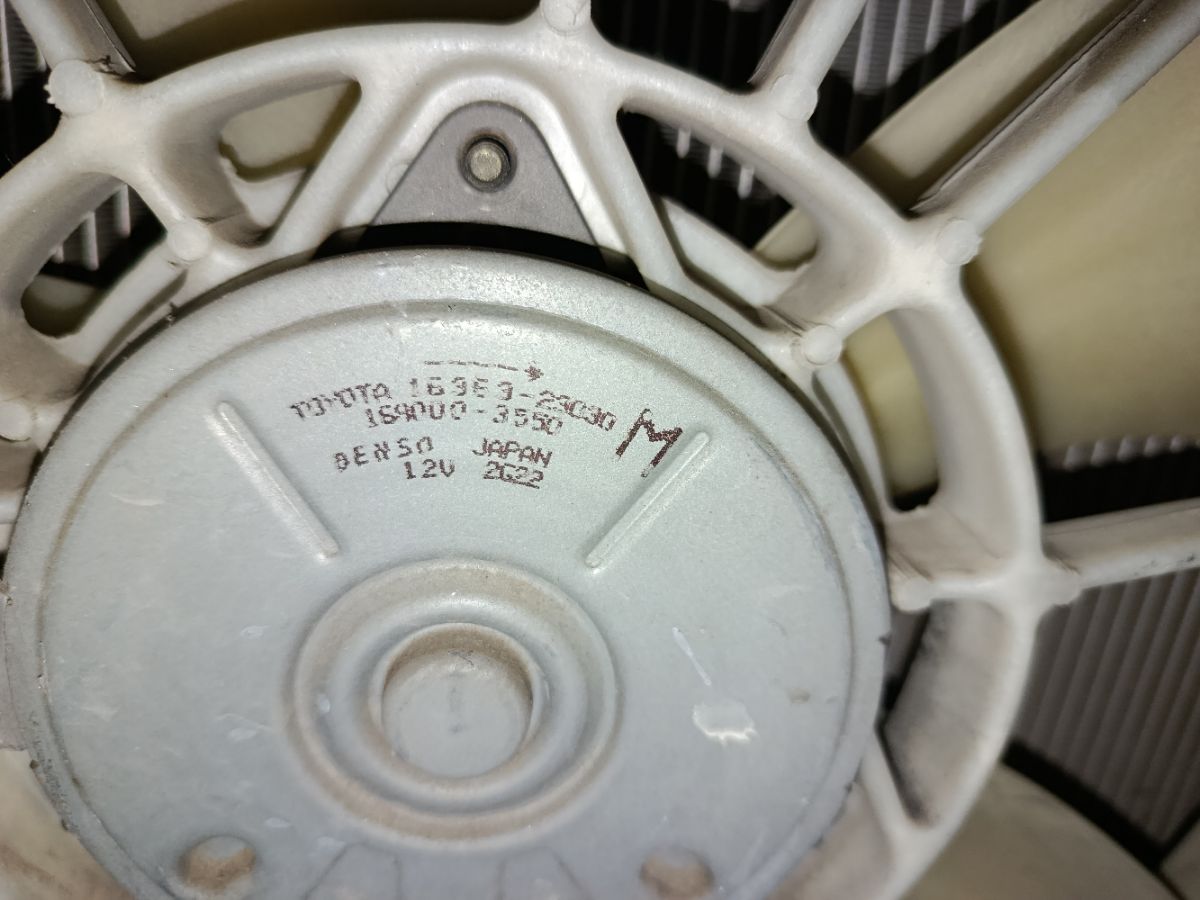 TOYOTA 16363-23030
168000-3550 M
DENSO JAPAN
12V 2G22